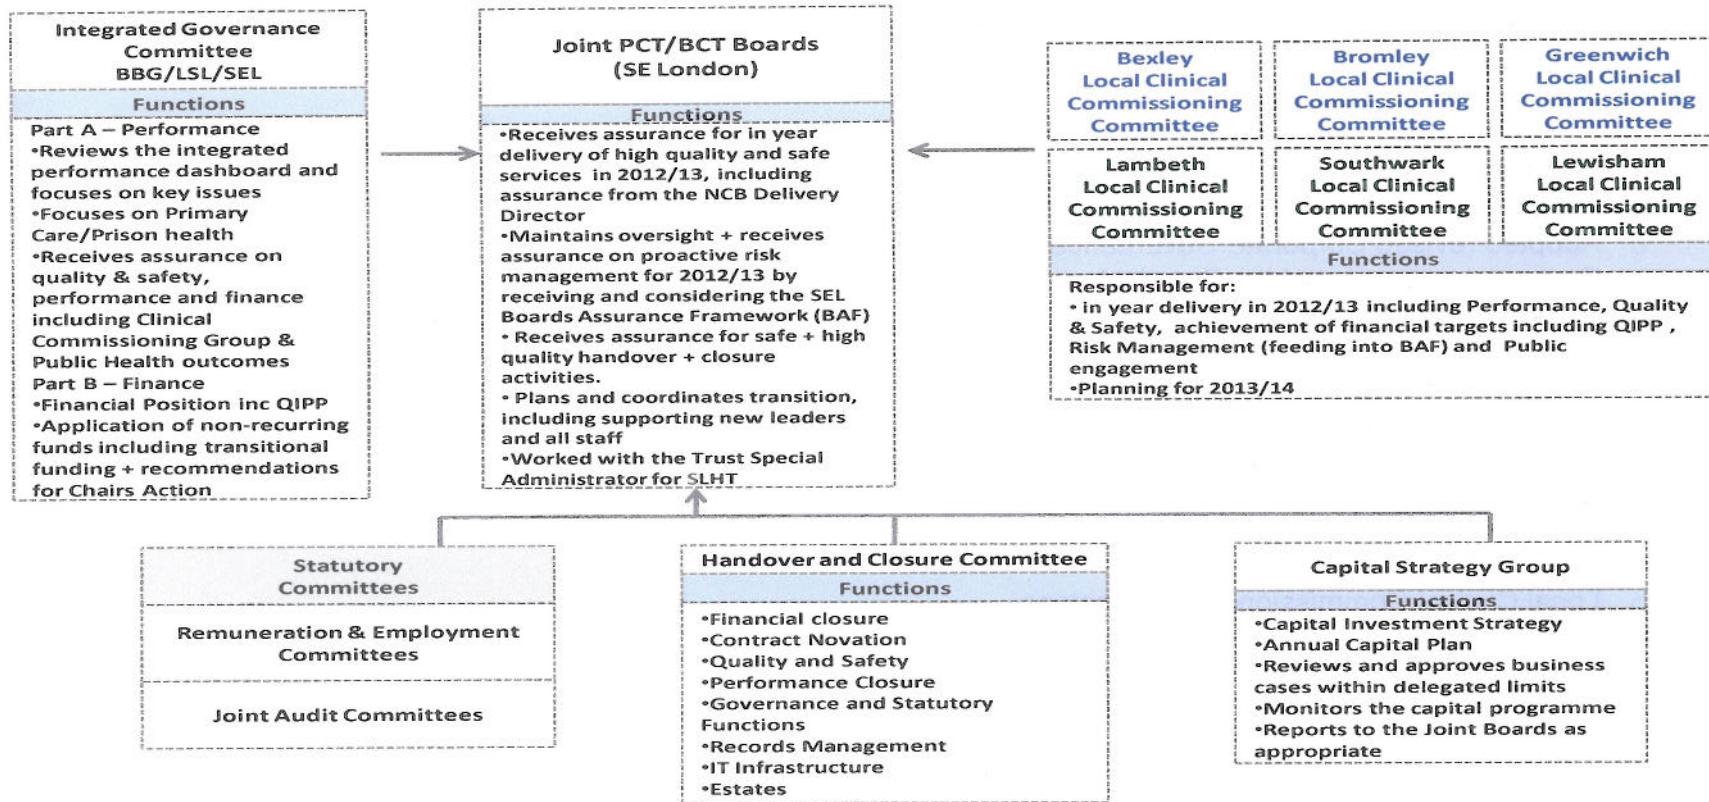 Integrated Governance
Committee
BBG/LSL/SEL
Functions
Part A – Performance
•Reviews the integrated
performance dashboard and
focuses on key issues
•Focuses on Primary
Care/Prison health
•Receives assurance on
quality & safety,
performance and finance
including Clinical
Commissioning Group &
Public Health outcomes
Part B – Finance
•Financial Position inc QIPP
•Application of non-recurring
funds including transitional
funding + recommendations
for Chairs Action
Joint PCT/BCT Boards
(SE London)
Functions
•Receives assurance for in year
delivery of high quality and safe
services in 2012/13, including
assurance from the NCB Delivery
Director
•Maintains oversight + receives
assurance on proactive risk
management for 2012/13 by
receiving and considering the SEL
Boards Assurance Framework (BAF)
• Receives assurance for safe + high
quality handover + closure
activities.
• Plans and coordinates transition,
including supporting new leaders
and all staff
•Worked with the Trust Special
Administrator for SLHT
Bexley
Local Clinical
Commissioning
Committee
Bromley
Local Clinical
Commissioning
Committee
Greenwich
Local Clinical
Commissioning
Committee
Lambeth
Local Clinical
Commissioning
Committee
Southwark
Local Clinical
Commissioning
Committee
Lewisham
Local Clinical
Commissioning
Committee
Functions
Responsible for:
• in year delivery in 2012/13 including Performance, Quality
& Safety, achievement of financial targets including QIPP ,
Risk Management (feeding into BAF) and Public
engagement
•Planning for 2013/14
Statutory
Committees
Remuneration & Employment
Committees
Joint Audit Committees
Handover and Closure Committee
Functions
•Financial closure
•Contract Novation
•Quality and Safety
•Performance Closure
•Governance and Statutory
Functions
•Records Management
•IT Infrastructure
•Estates
Capital Strategy Group
Functions
•Capital Investment Strategy
•Annual Capital Plan
•Reviews and approves business
cases within delegated limits
•Monitors the capital programme
•Reports to the Joint Boards as
appropriate